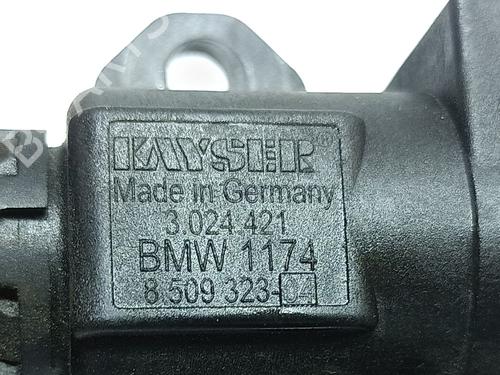 KAYSER®
Made in Germany
3.024 421
BMW 1174
8 509 323-04